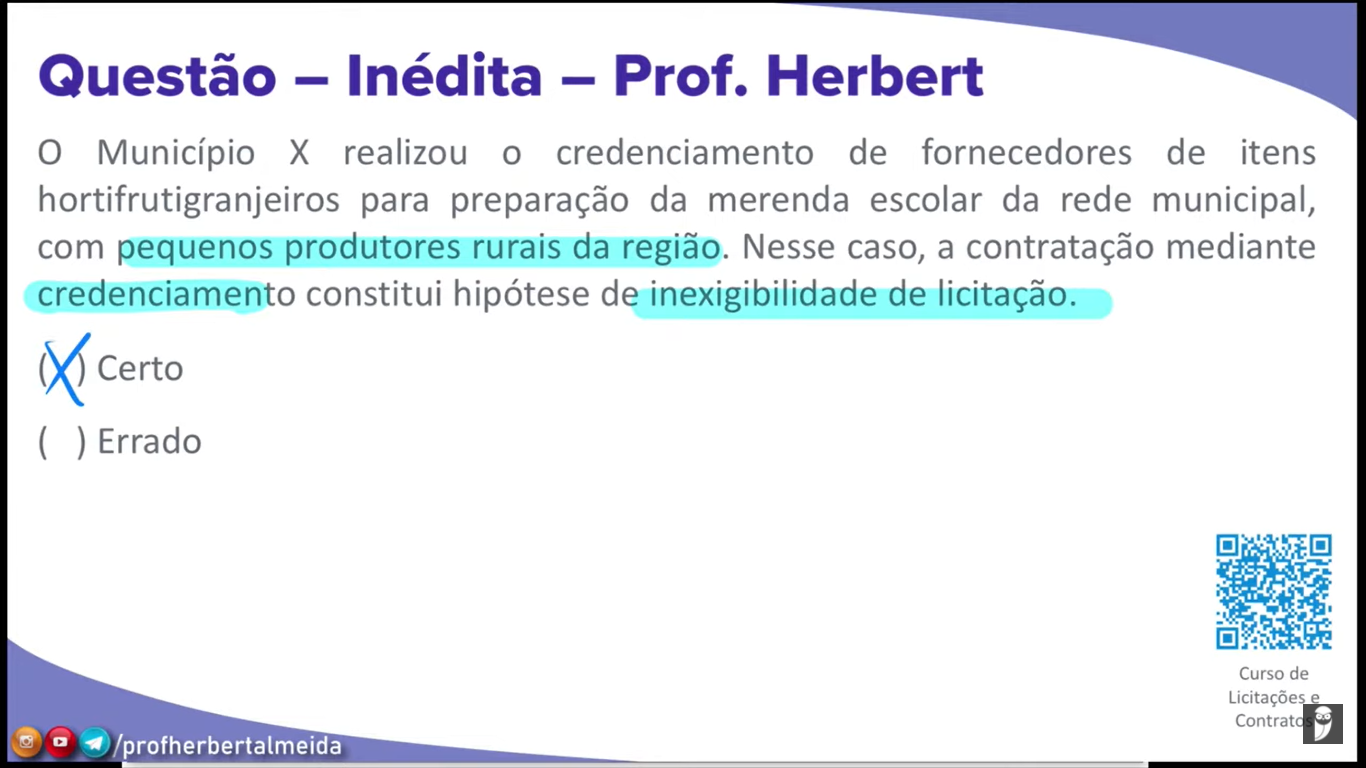 Questão – Inédita – Prof. Herbert
O Município X realizou o credenciamento de fornecedores de itens
hortifrutigranjeiros para preparação da merenda escolar da rede municipal,
com pequenos produtores rurais da região. Nesse caso, a contratação mediante
credenciamento constitui hipótese de inexigibilidade de licitação.
(X) Certo
( ) Errado
Curso de
Licitações e
Contratos
/profherbertalmeida